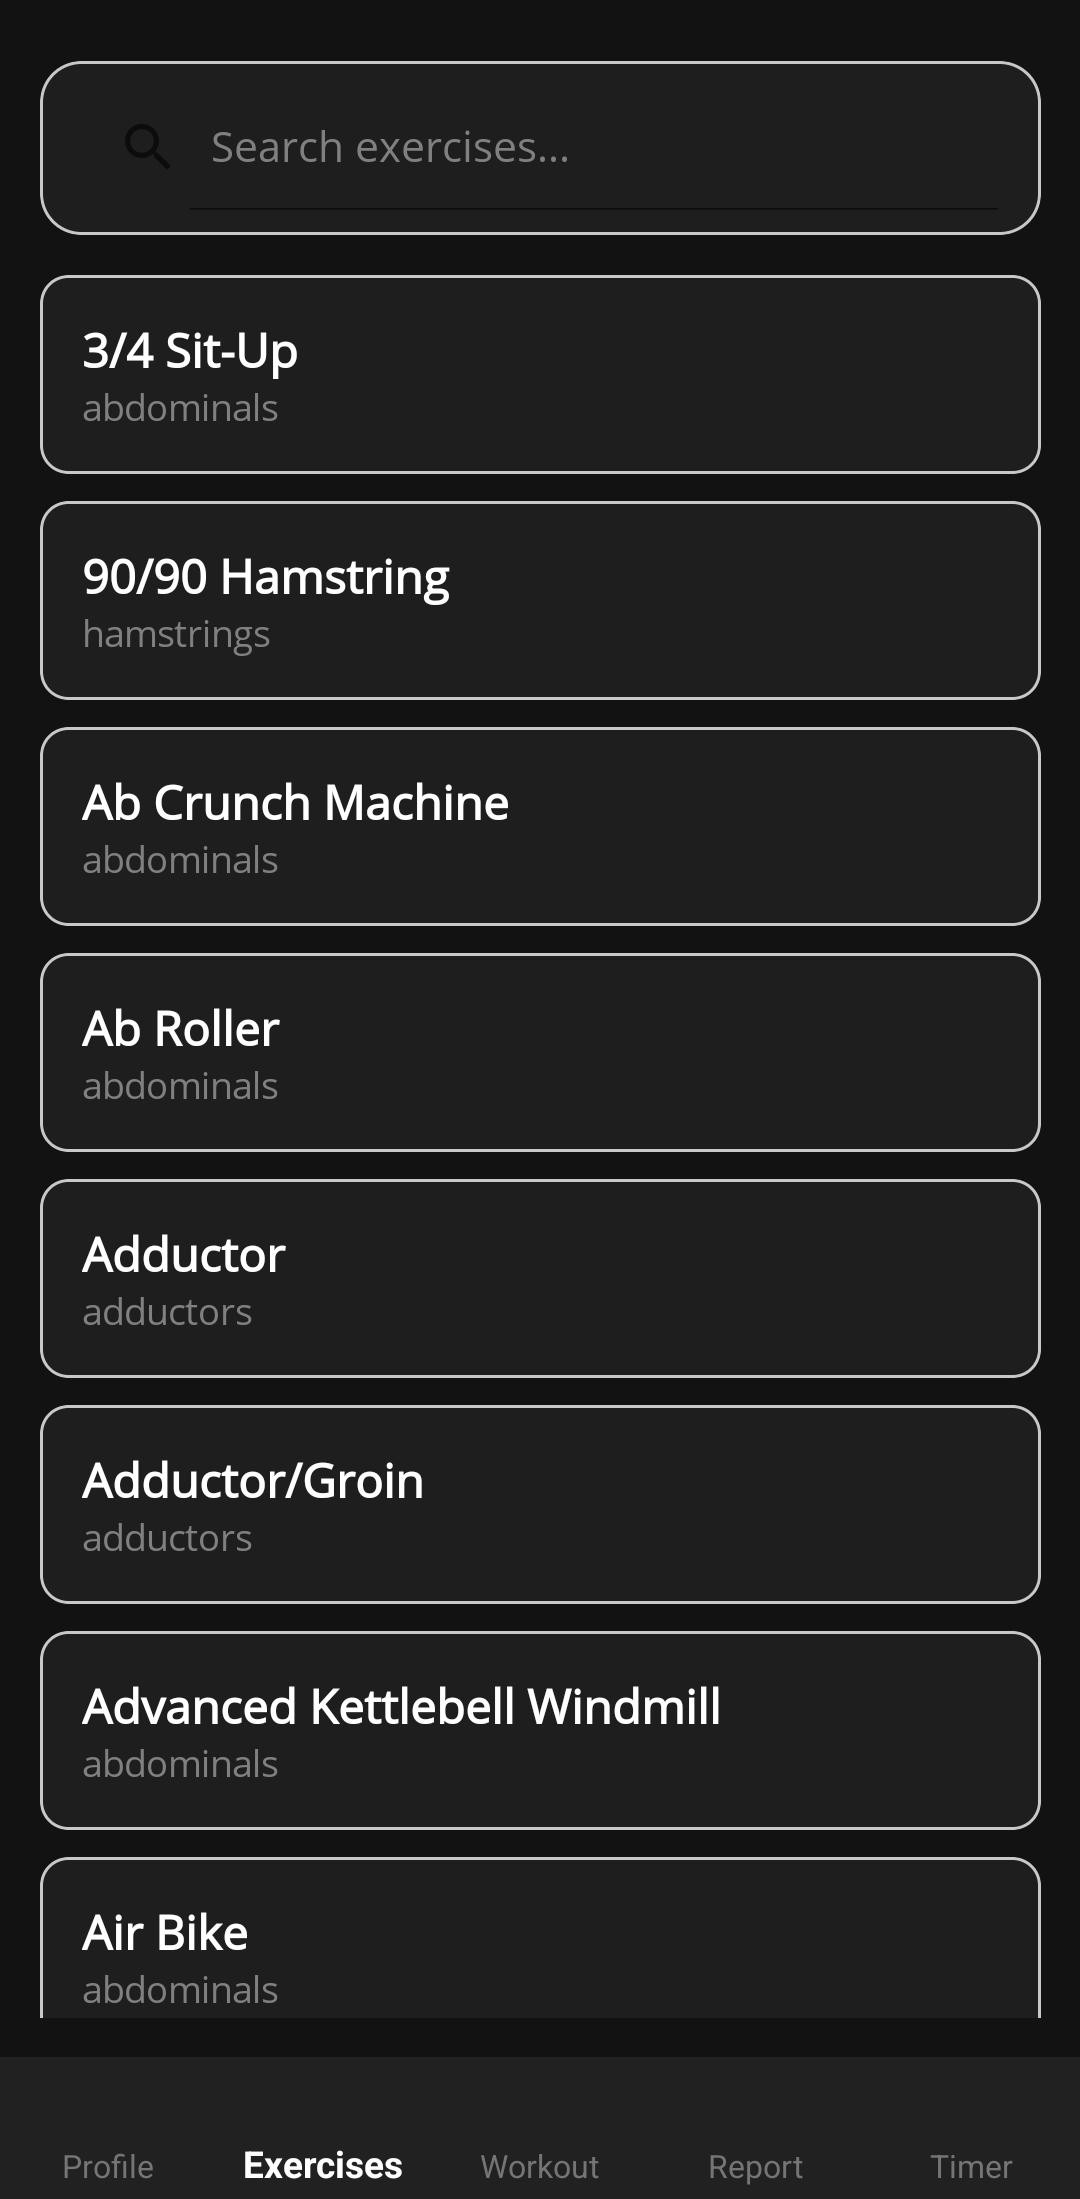 Search exercises...
3/4 Sit-Up
abdominals
90/90 Hamstring
hamstrings
Ab Crunch Machine
abdominals
Ab Roller
abdominals
Adductor
adductors
Adductor/Groin
adductors
Advanced Kettlebell Windmill
abdominals
Air Bike
abdominals
Profile Exercises Workout Report Timer